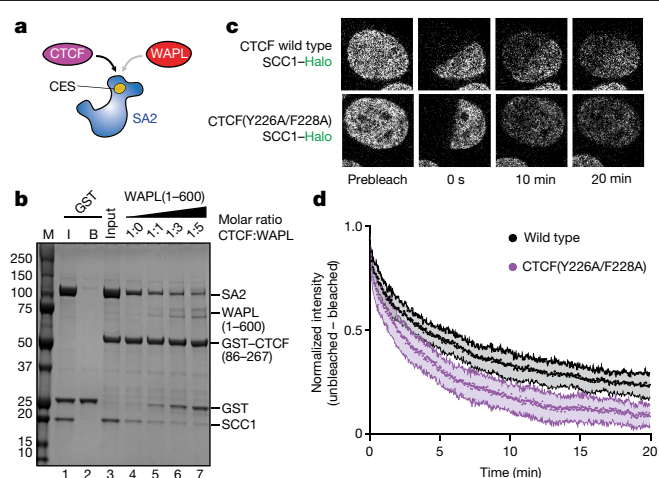 a
CTCF
WAPL
CES
SA2
b
GST
WAPL(1–600)
Input
Molar ratio
CTCF:WAPL
M
I
B
1:0
1:1
1:3
1:5
250
150
100
75
50
37
25
20
15
10
SA2
WAPL
(1–600)
GST–CTCF
(86–267)
GST
SCC1
1 2 3 4 5 6 7
c
CTCF wild type
SCC1–Halo
CTCF(Y226A/F228A)
SCC1–Halo
Prebleach 0 s 10 min 20 min
d
Normalized intensity
(unbleached – bleached)
1.0
0.5
0
Wild type
CTCF(Y226A/F228A)
0 5 10 15 20
Time (min)